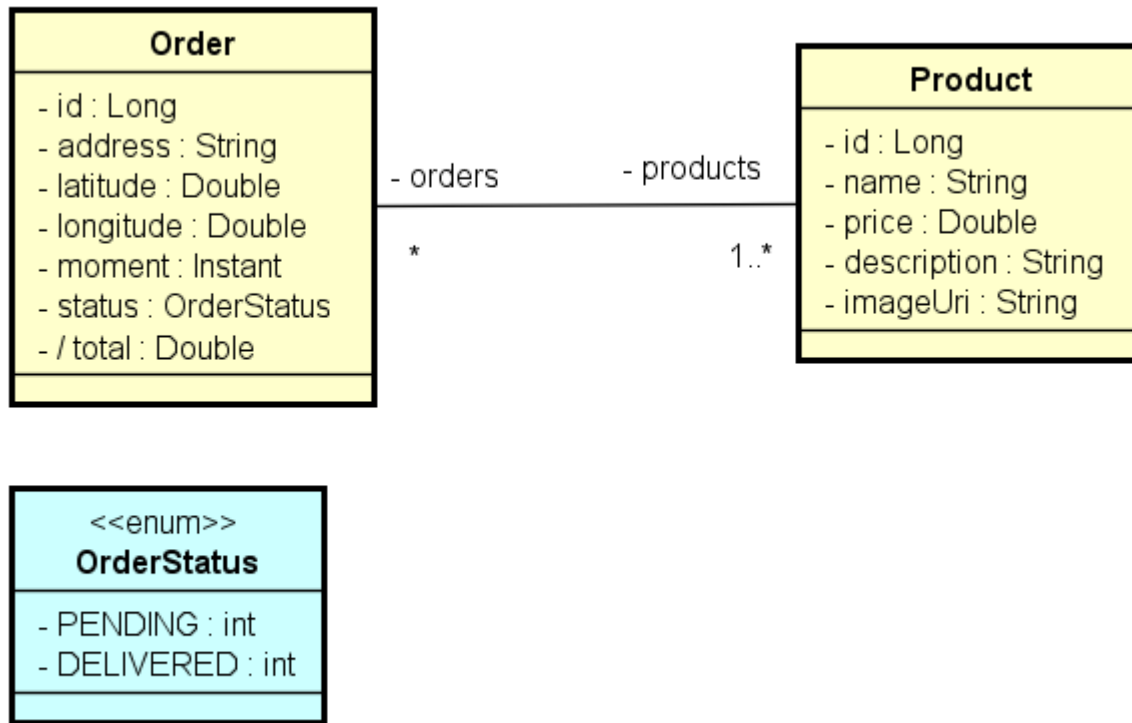 Order
- id : Long
- address : String
- latitude : Double
- longitude : Double
- moment : Instant
- status : OrderStatus
- / total : Double
- orders
*
- products
1..*
Product
- id : Long
- name : String
- price : Double
- description : String
- imageUri : String
<<enum>>
OrderStatus
- PENDING : int
- DELIVERED : int